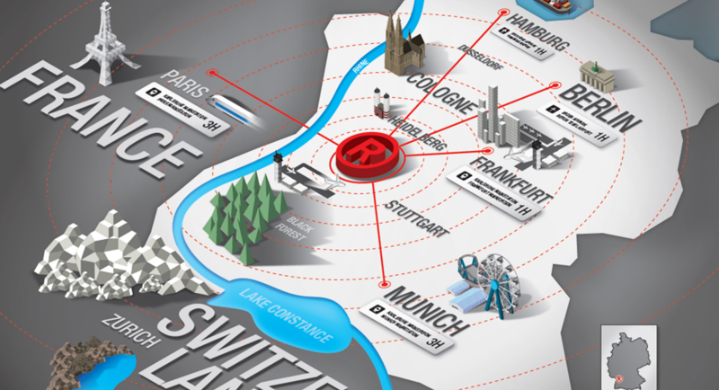 HAMBURG
1H
RHINE
DÜSSELDORF
COLOGNE
PARIS
3H
FRANCE
BERLIN
1H
HEIDELBERG
R
FRANKFURT
1H
STUTTGART
BLACK
FOREST
MUNICH
3H
LAKE CONSTANCE
ZURICH
SWITZE
LAN